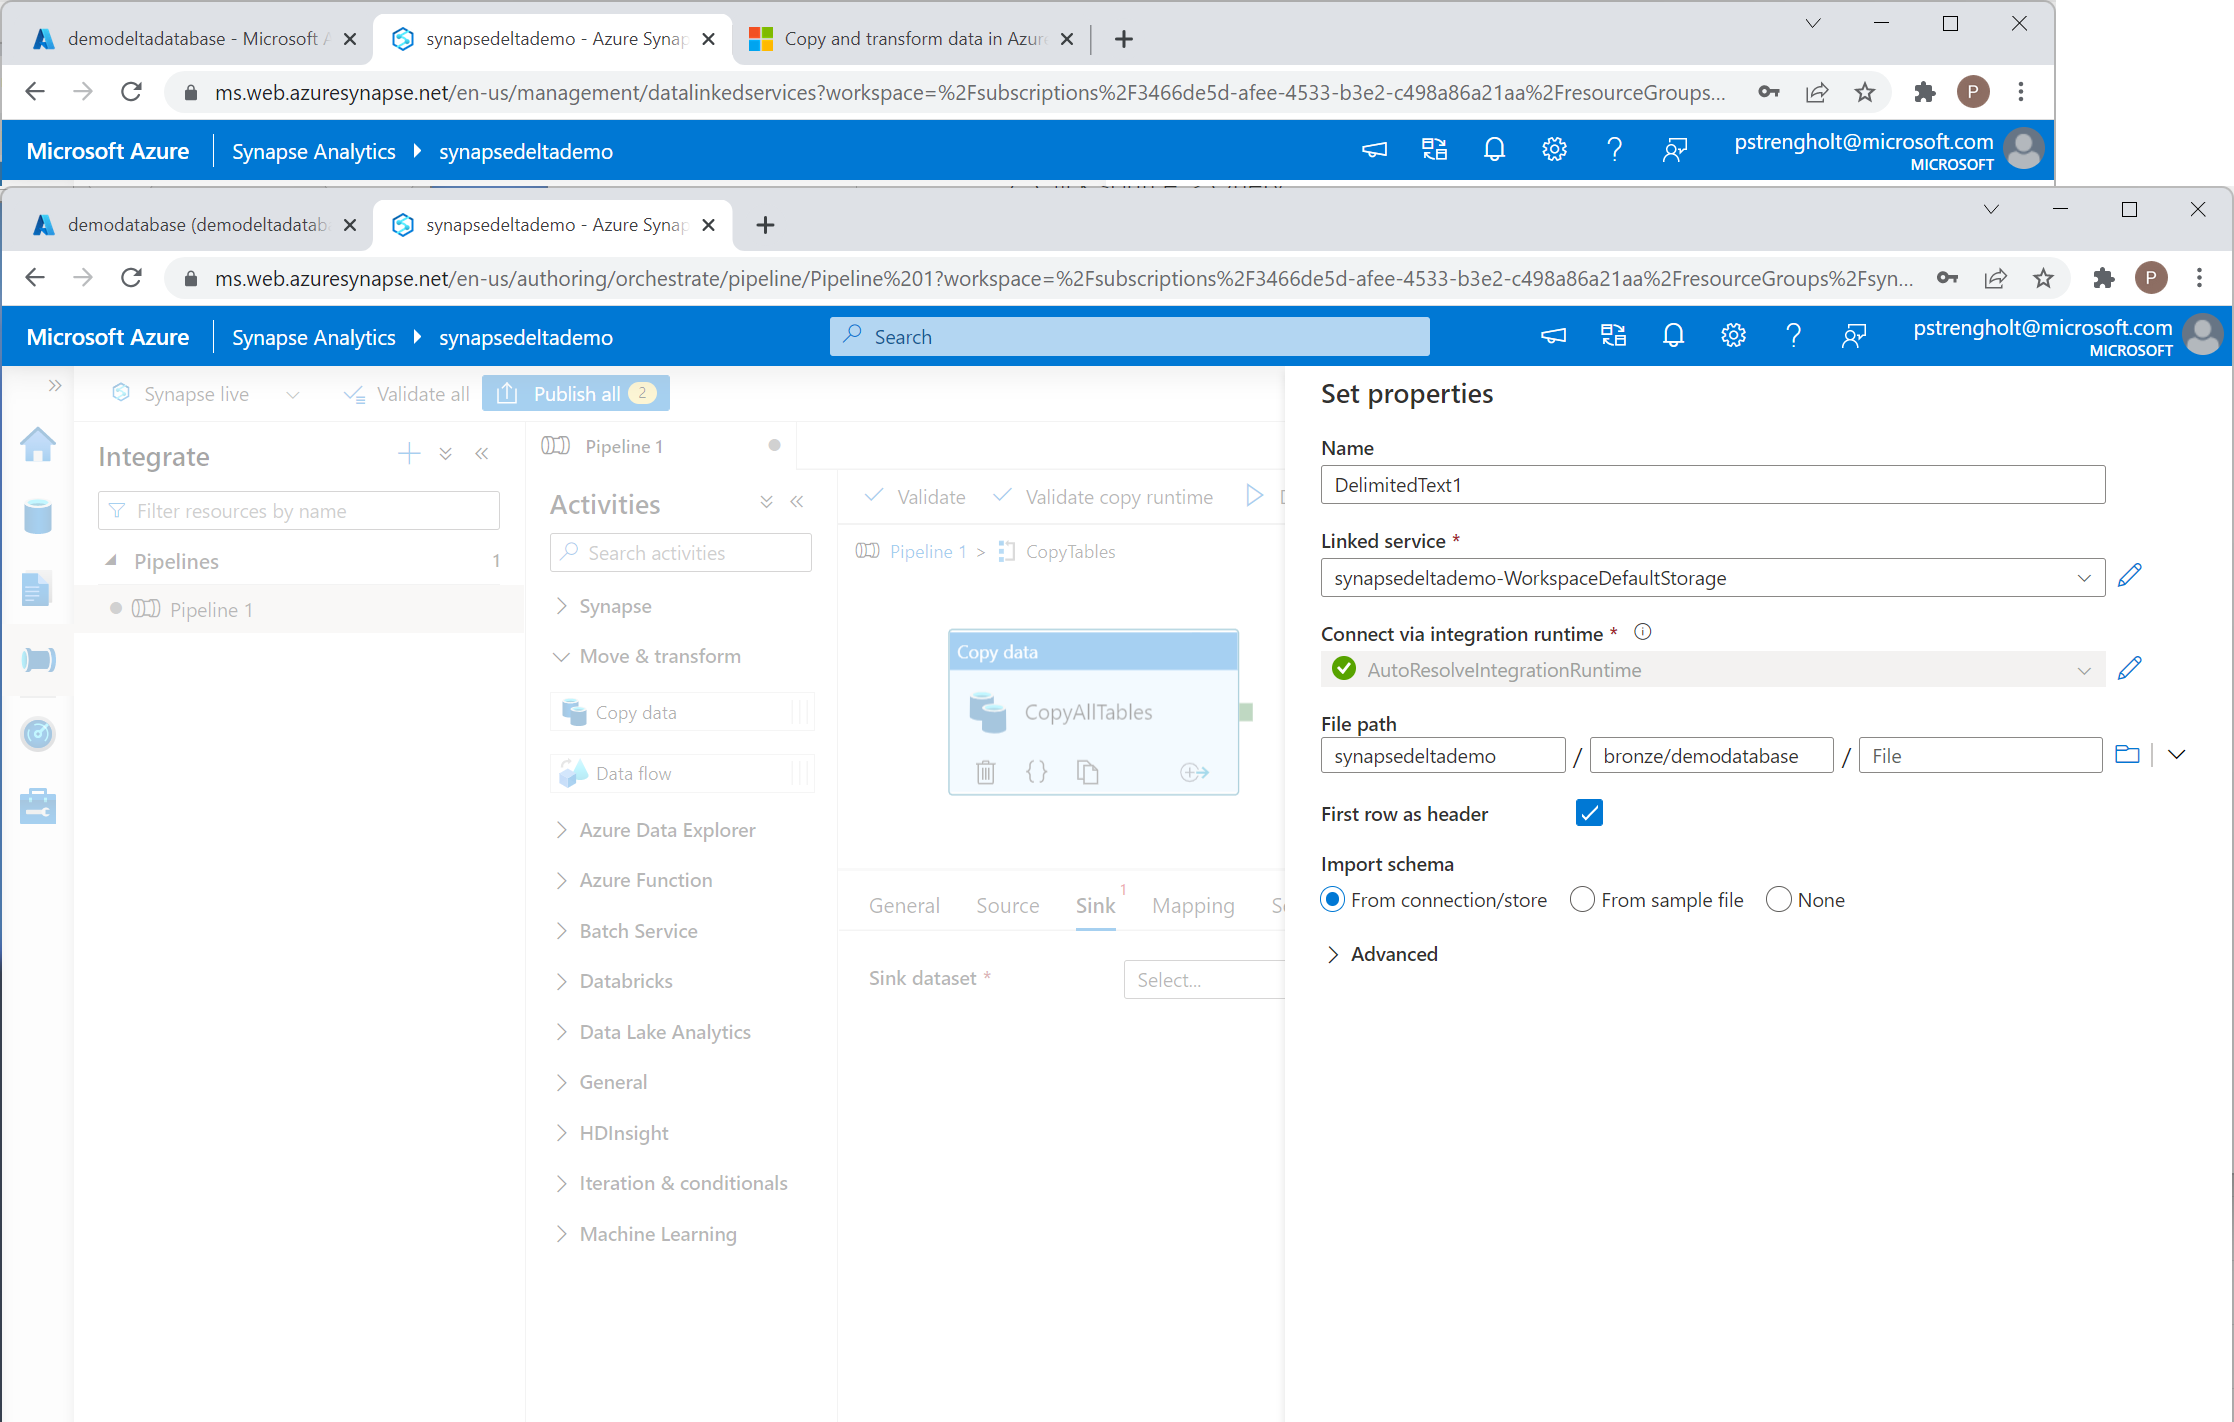 demodeltadatabase - Microsoft A
synapsedeltademo - Azure Synap
Copy and transform data in Azur
ms.web.azuresynapse.net/en-us/management/datalinkedservices?workspace=%2Fsubscriptions%2F3466de5d-afee-4533-b3e2-c498a86a21aa%2FresourceGroups...
P
Microsoft Azure
Synapse Analytics
synapsedeltademo
pstrengholt@microsoft.com
MICROSOFT
demodatabase (demodeltadatab
synapsedeltademo - Azure Synap
ms.web.azuresynapse.net/en-us/authoring/orchestrate/pipeline/Pipeline%201?workspace=%2Fsubscriptions%2F3466de5d-afee-4533-b3e2-c498a86a21aa%2FresourceGroups%2Fsyn...
P
Microsoft Azure
Synapse Analytics
synapsedeltademo
Search
pstrengholt@microsoft.com
MICROSOFT
Synapse live
Validate all
Publish all 2
Integrate
Filter resources by name
Pipelines 1
Pipeline 1
Pipeline 1
Activities
Search activities
Synapse
Move & transform
Copy data
Data flow
Azure Data Explorer
Azure Function
Batch Service
Databricks
Data Lake Analytics
General
HDInsight
Iteration & conditionals
Machine Learning
Validate
Validate copy runtime
Pipeline 1 > CopyTables
Copy data
CopyAllTables
{}
General
Source
Sink 1
Mapping
Sink dataset *
Select...
Set properties
Name
DelimitedText1
Linked service *
synapsedeltademo-WorkspaceDefaultStorage
Connect via integration runtime *
AutoResolveIntegrationRuntime
File path
synapsedeltademo / bronze/demodatabase / File
First row as header
Import schema
From connection/store
From sample file
None
Advanced